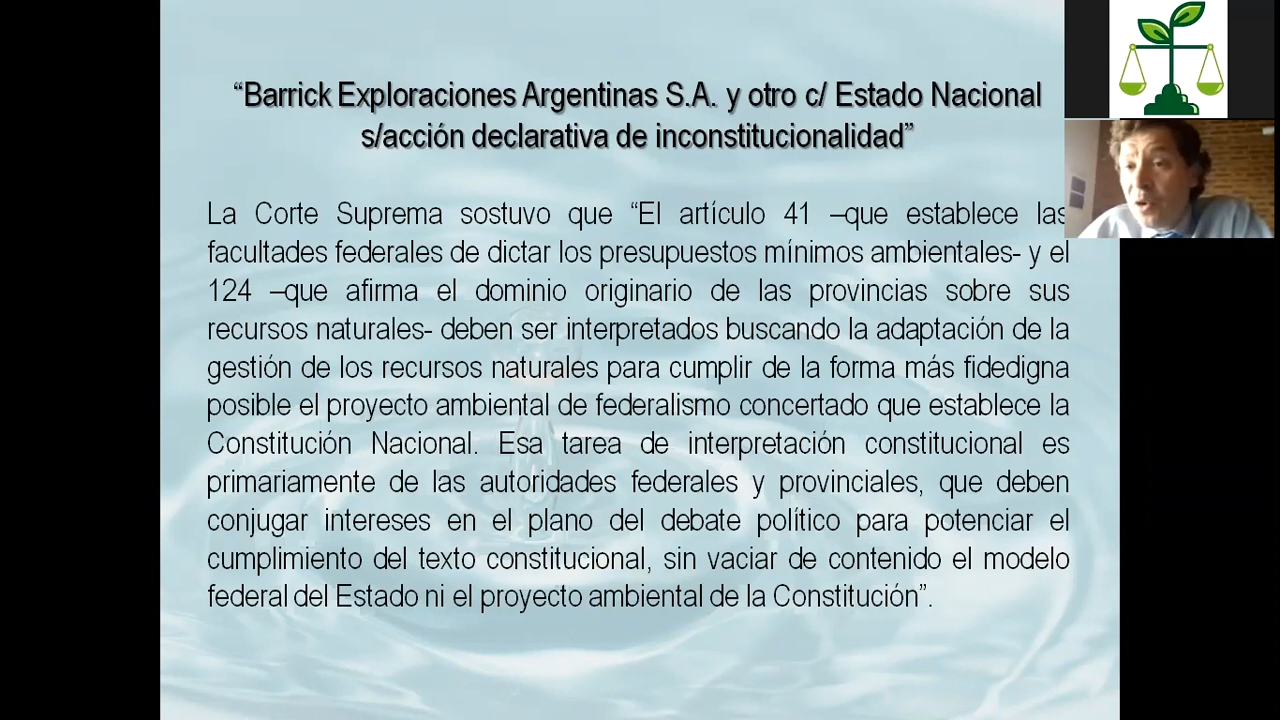 “Barrick Exploraciones Argentinas S.A. y otro c/ Estado Nacional
s/acción declarativa de inconstitucionalidad”
La Corte Suprema sostuvo que “El artículo 41 –que establece las
facultades federales de dictar los presupuestos mínimos ambientales- y el
124 –que afirma el dominio originario de las provincias sobre sus
recursos naturales- deben ser interpretados buscando la adaptación de la
gestión de los recursos naturales para cumplir de la forma más fidedigna
posible el proyecto ambiental de federalismo concertado que establece la
Constitución Nacional. Esa tarea de interpretación constitucional es
primariamente de las autoridades federales y provinciales, que deben
conjugar intereses en el plano del debate político para potenciar el
cumplimiento del texto constitucional, sin vaciar de contenido el modelo
federal del Estado ni el proyecto ambiental de la Constitución”.